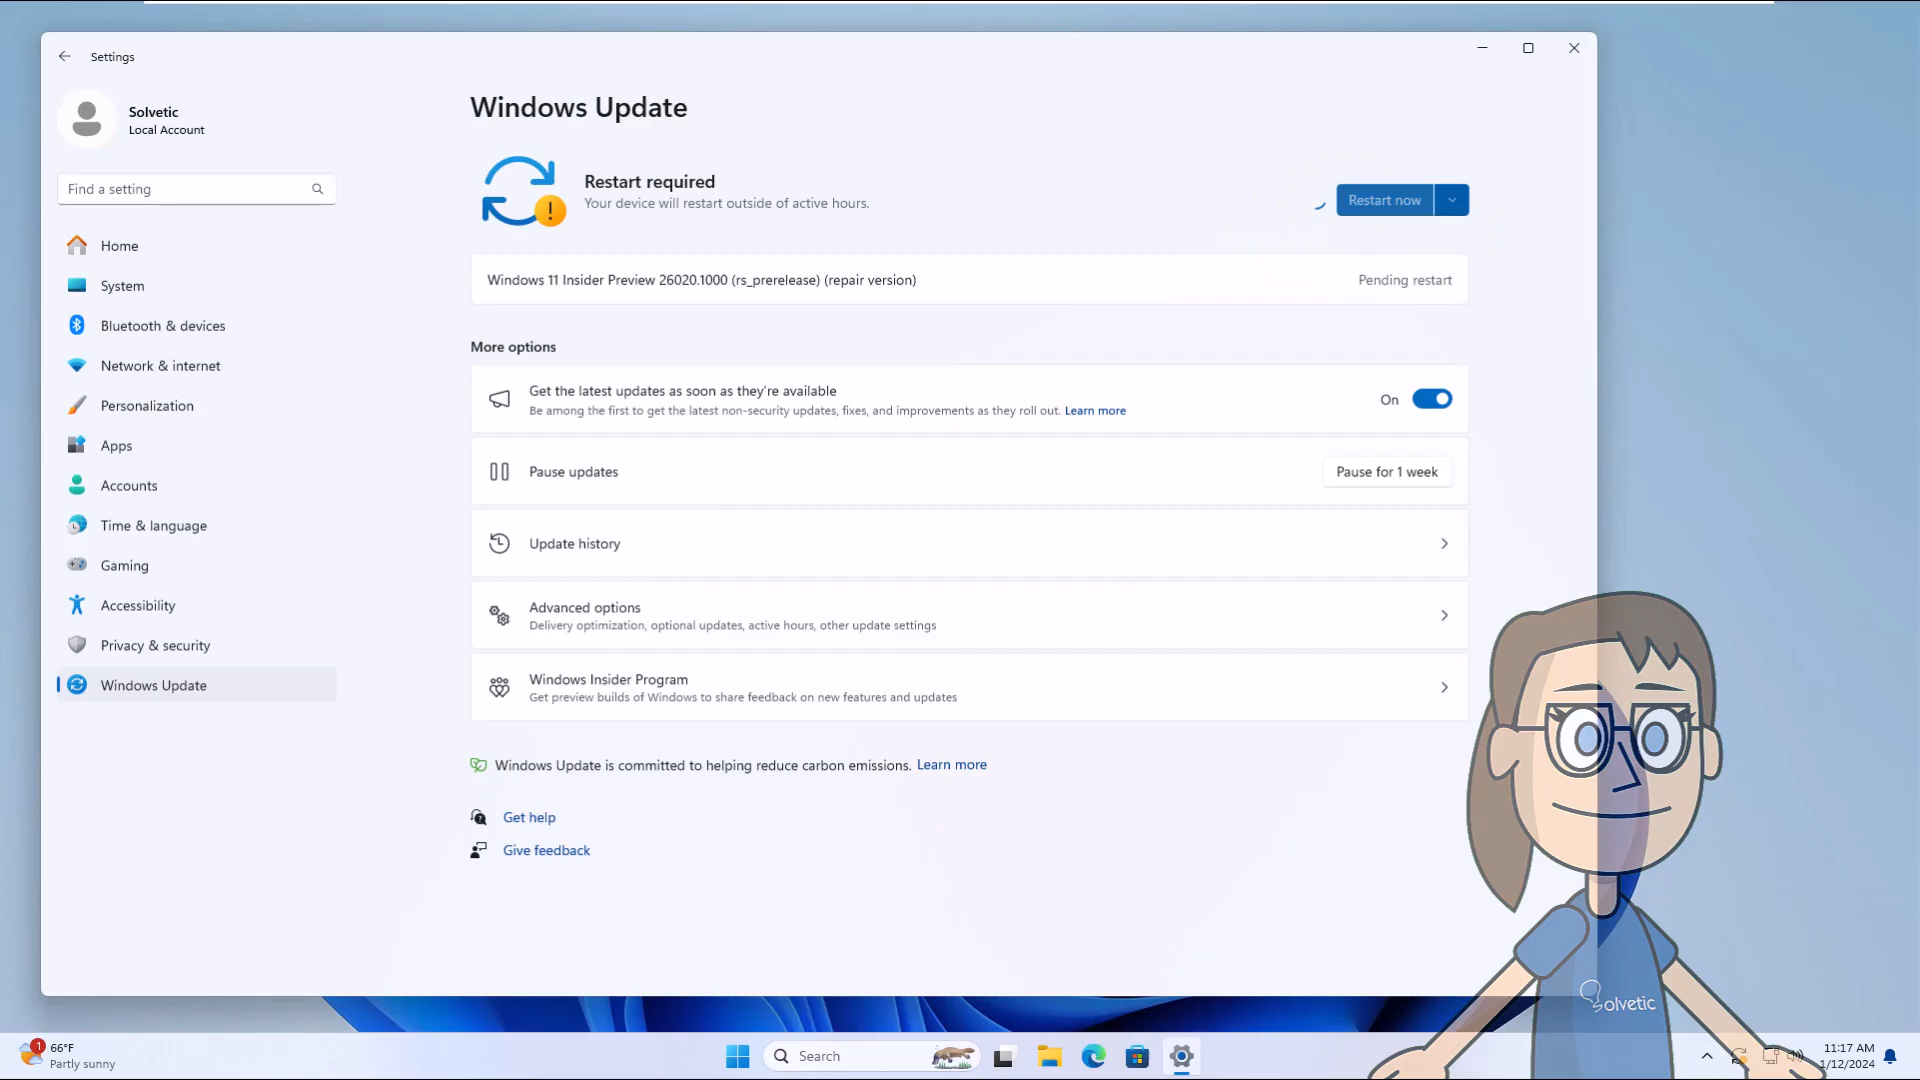 Settings
Solvetic
Local Account
Find a setting
Home
System
Bluetooth & devices
Network & internet
Personalization
Apps
Accounts
Time & language
Gaming
Accessibility
Privacy & security
Windows Update
Windows Update
Restart required
Your device will restart outside of active hours.
Restart now
Windows 11 Insider Preview 26020.1000 (rs_prerelease) (repair version)
Pending restart
More options
Get the latest updates as soon as they're available
Be among the first to get the latest non-security updates, fixes, and improvements as they roll out. Learn more
On
Pause updates
Pause for 1 week
Update history
Advanced options
Delivery optimization, optional updates, active hours, other update settings
Windows Insider Program
Get preview builds of Windows to share feedback on new features and updates
Windows Update is committed to helping reduce carbon emissions. Learn more
Get help
Give feedback
Solvetic
1
66°F
Partly sunny
Search
11:17 AM
1/12/2024